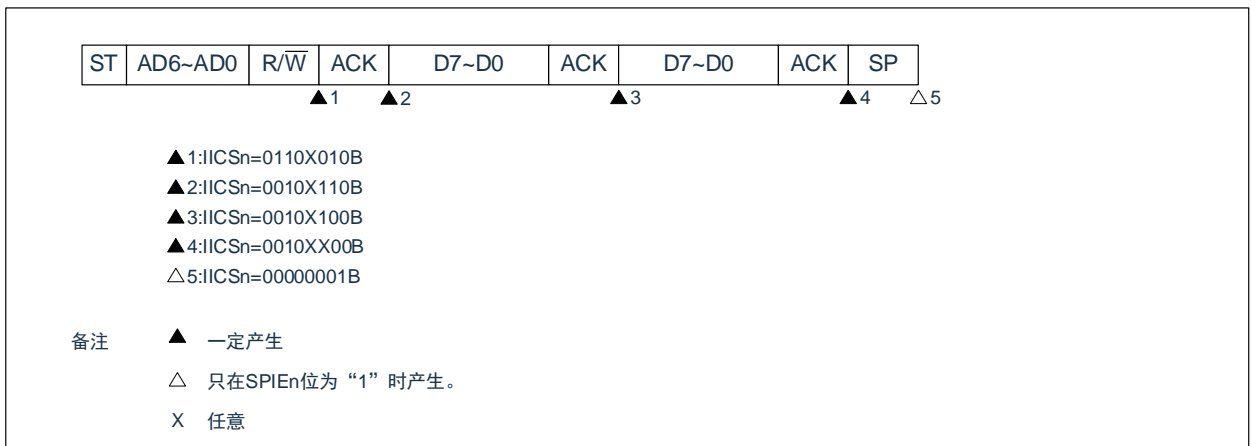 ST AD6~AD0 R/W̅ ACK D7~D0 ACK D7~D0 ACK SP
▲1 ▲2 ▲3 ▲4 △5
▲1:IICSn=0110X010B
▲2:IICSn=0010X110B
▲3:IICSn=0010X100B
▲4:IICSn=0010XX00B
△5:IICSn=00000001B
备注 ▲ 一定产生
△ 只在SPIEn位为“1”时产生。
X 任意